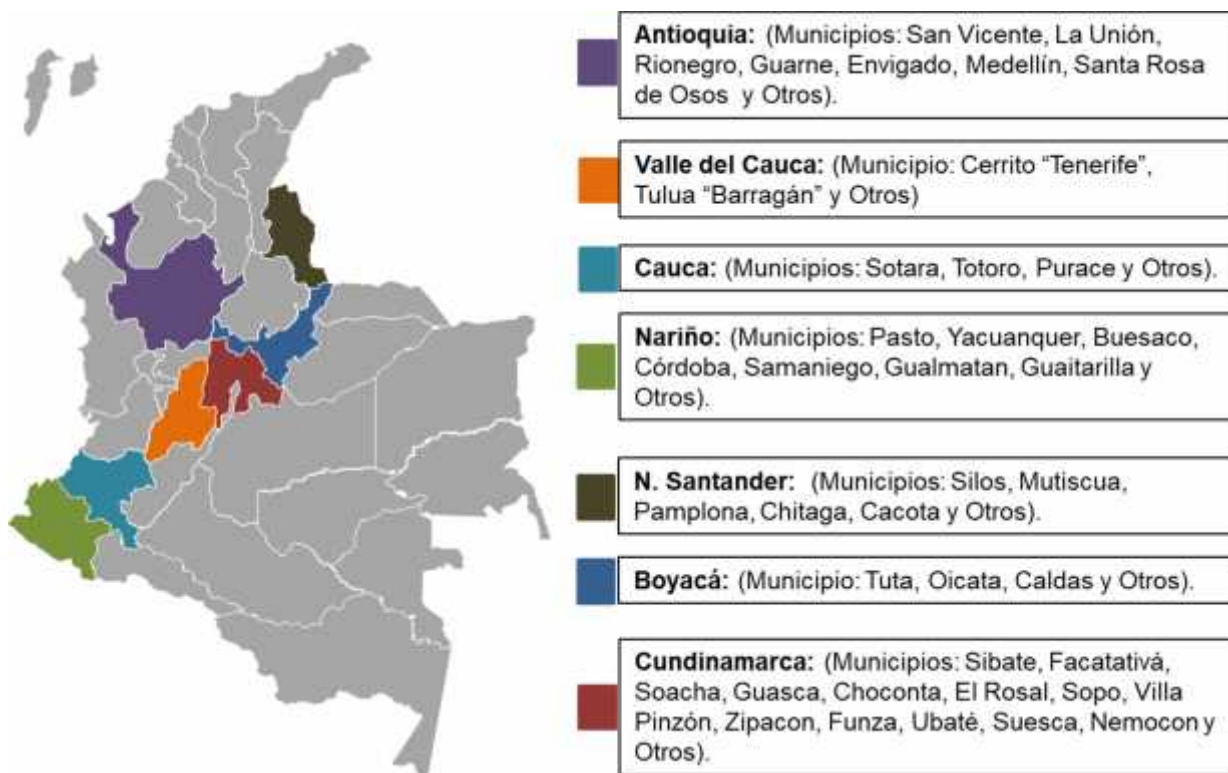 Antioquia: (Municipios: San Vicente, La Unión,
Rionegro, Guarne, Envigado, Medellín, Santa Rosa
de Osos y Otros).
Valle del Cauca: (Municipio: Cerrito “Tenerife”,
Tulua “Barragán” y Otros)
Cauca: (Municipios: Sotara, Totoro, Purace y Otros).
Nariño: (Municipios: Pasto, Yacuanquer, Buesaco,
Córdoba, Samaniego, Gualmatan, Guaitarilla y
Otros).
N. Santander: (Municipios: Silos, Mutiscua,
Pamplona, Chitaga, Cacota y Otros).
Boyacá: (Municipio: Tuta, Oicata, Caldas y Otros).
Cundinamarca: (Municipios: Sibate, Facatativá,
Soacha, Guasca, Choconta, El Rosal, Sopo, Villa
Pinzón, Zipacon, Funza, Ubaté, Suesca, Nemocon y
Otros).